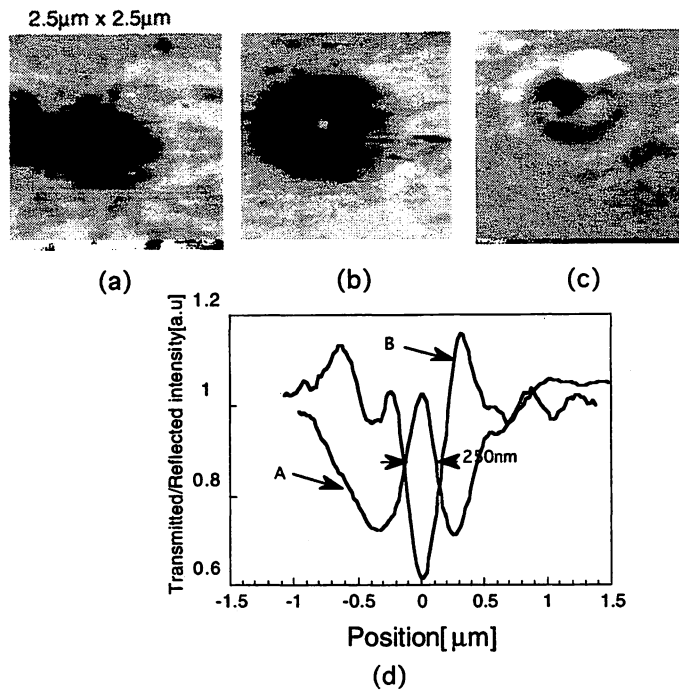 2.5µm x 2.5µm
(a) (b) (c)
Transmitted/Reflected intensity[a.u]
1.2
1
0.8
0.6
B
A
250nm
-1.5 -1 -0.5 0 0.5 1 1.5
Position[ µm]
(d)